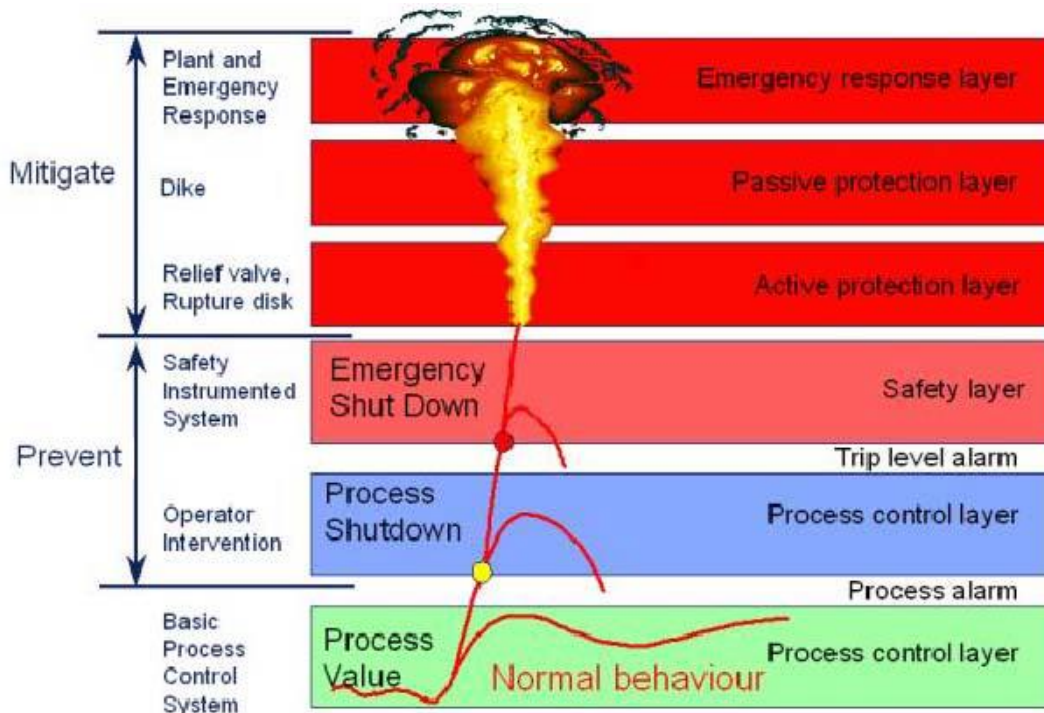 Mitigate
Plant and
Emergency
Response
Emergency response layer
Dike
Passive protection layer
Relief valve,
Rupture disk
Active protection layer
Prevent
Safety
Instrumented
System
Emergency
Shut Down
Safety layer
Trip level alarm
Operator
Intervention
Process
Shutdown
Process control layer
Process alarm
Basic
Process
Control
System
Process
Value
Normal behaviour
Process control layer